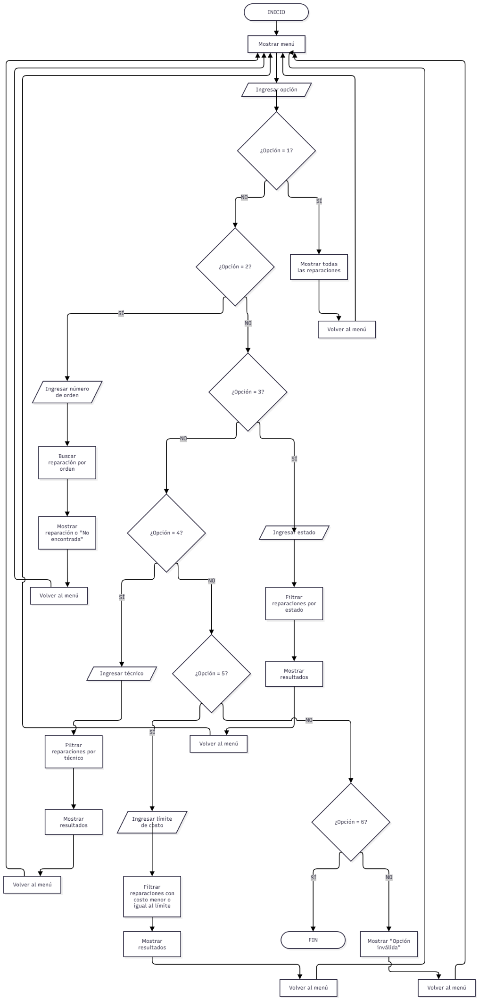 INICIO
Mostrar menú
Ingresar opción
¿Opción = 1?
NO
SÍ
¿Opción = 2?
Mostrar todas
las reparaciones
SÍ
NO
Volver al menú
Ingresar número
de orden
¿Opción = 3?
NO
SÍ
Buscar
reparación por
orden
Mostrar
reparación o "No
encontrada"
¿Opción = 4?
Ingresar estado
NO
SÍ
Volver al menú
Filtrar
reparaciones por
estado
Ingresar técnico
¿Opción = 5?
Mostrar
resultados
NO
SÍ
Volver al menú
Filtrar
reparaciones por
técnico
Mostrar
resultados
Ingresar límite
de costo
¿Opción = 6?
SÍ
NO
Volver al menú
Filtrar
reparaciones con
costo menor o
igual al límite
Mostrar
resultados
FIN
Mostrar "Opción
inválida"
Volver al menú
Volver al menú